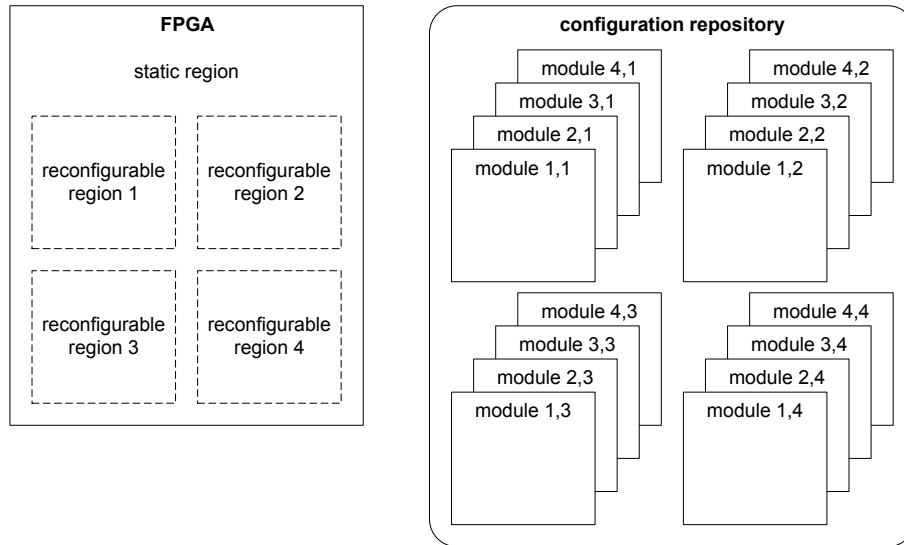 FPGA
static region
reconfigurable
region 1
reconfigurable
region 2
reconfigurable
region 3
reconfigurable
region 4
configuration repository
module 4,1
module 3,1
module 2,1
module 1,1
module 4,2
module 3,2
module 2,2
module 1,2
module 4,3
module 3,3
module 2,3
module 1,3
module 4,4
module 3,4
module 2,4
module 1,4